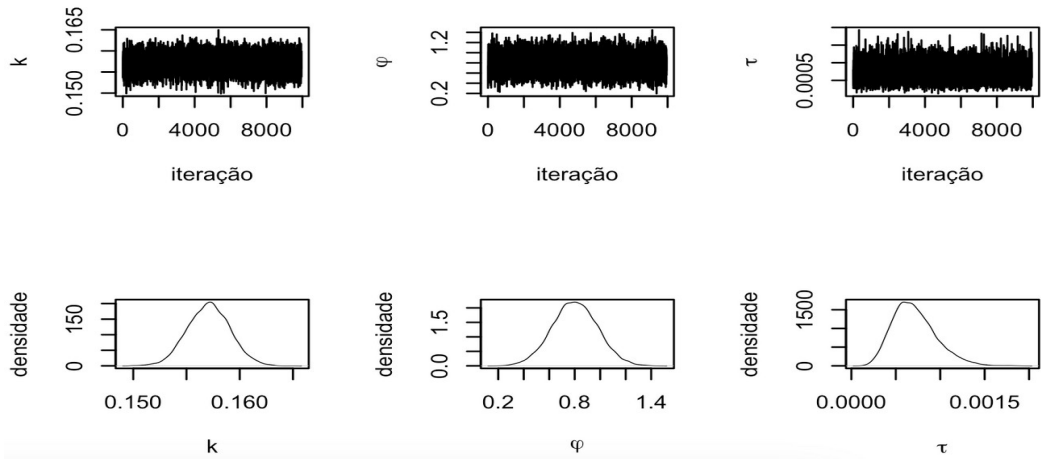 k
0.150 0.165
0 4000 8000
iteração
φ
0.2 1.2
0 4000 8000
iteração
τ
0.0005
0 4000 8000
iteração
densidade
0 150
0.150 0.160
k
densidade
0.0 1.5
0.2 0.8 1.4
φ
densidade
0 1500
0.0000 0.0015
τ